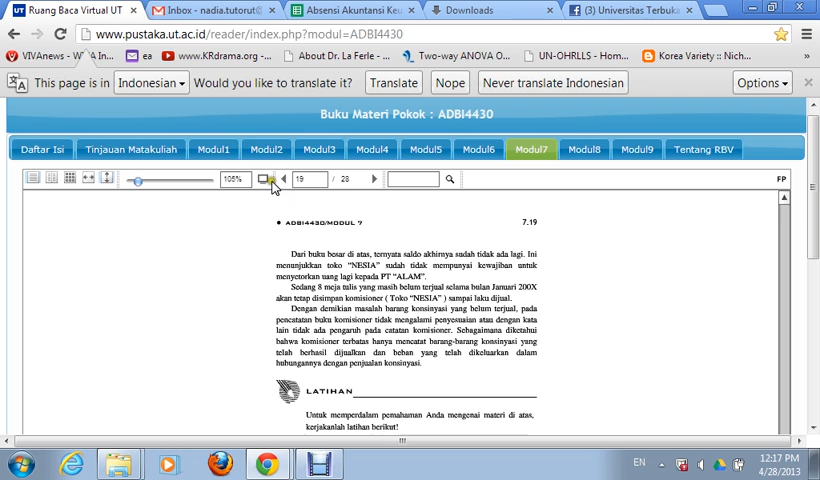 Ruang Baca Virtual UT
Inbox - nadia.tutorut@
Absensi Akuntansi Keu
Downloads
(3) Universitas Terbuka
www.pustaka.ut.ac.id/reader/index.php?modul=ADBI4430
VIVAnews - WA Ini...
ea
www.KRdrama.org -...
About Dr. La Ferle -...
Two-way ANOVA O...
UN-OHRLLS - Hom...
Korea Variety :: Nich...
This page is in Indonesian Would you like to translate it? Translate Nope Never translate Indonesian Options
Buku Materi Pokok : ADBI4430
Daftar Isi Tinjauan Matakuliah Modul1 Modul2 Modul3 Modul4 Modul5 Modul6 Modul7 Modul8 Modul9 Tentang RBV
105% 19 / 28 FP
● ADBI4430/MODUL 7 7.19
Dari buku besar di atas, ternyata saldo akhirnya sudah tidak ada lagi. Ini
menunjukkan toko “NESIA” sudah tidak mempunyai kewajiban untuk
menyetorkan uang lagi kepada PT “ALAM”.
Sedang 8 meja tulis yang masih belum terjual selama bulan Januari 200X
akan tetap disimpan komisioner ( Toko “NESIA” ) sampai laku dijual.
Dengan demikian masalah barang konsinyasi yang belum terjual, pada
pencatatan buku komisioner tidak mengalami penyesuaian atau dengan kata
lain tidak ada pengaruh pada catatan komisioner. Sebagaimana diketahui
bahwa komisioner terbatas hanya mencatat barang-barang konsinyasi yang
telah berhasil dijualkan dan beban yang telah dikeluarkan dalam
hubungannya dengan penjualan konsinyasi.
LATIHAN
Untuk memperdalam pemahaman Anda mengenai materi di atas,
kerjakanlah latihan berikut!
EN
12:17 PM
4/28/2013